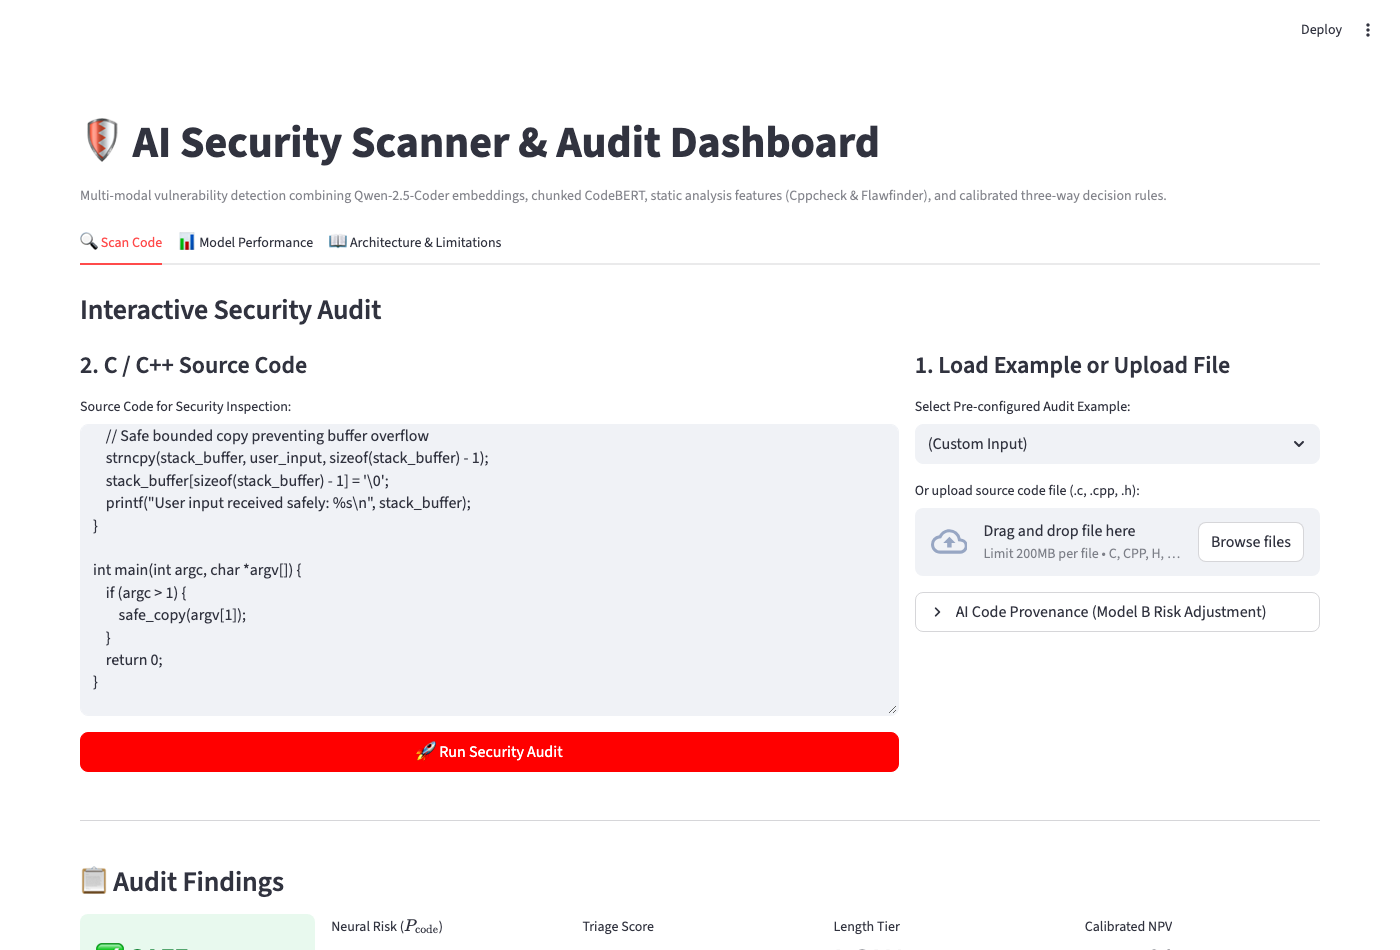 Deploy
AI Security Scanner & Audit Dashboard
Multi-modal vulnerability detection combining Qwen-2.5-Coder embeddings, chunked CodeBERT, static analysis features (Cppcheck & Flawfinder), and calibrated three-way decision rules.
Scan Code
Model Performance
Architecture & Limitations
Interactive Security Audit
2. C / C++ Source Code
Source Code for Security Inspection:
// Safe bounded copy preventing buffer overflow
strncpy(stack_buffer, user_input, sizeof(stack_buffer) - 1);
stack_buffer[sizeof(stack_buffer) - 1] = '\0';
printf("User input received safely: %s\n", stack_buffer);
}
int main(int argc, char *argv[]) {
if (argc > 1) {
safe_copy(argv[1]);
}
return 0;
}
Run Security Audit
1. Load Example or Upload File
Select Pre-configured Audit Example:
(Custom Input)
Or upload source code file (.c, .cpp, .h):
Drag and drop file here
Limit 200MB per file • C, CPP, H, …
Browse files
AI Code Provenance (Model B Risk Adjustment)
Audit Findings
Neural Risk (P_code)
Triage Score
Length Tier
Calibrated NPV